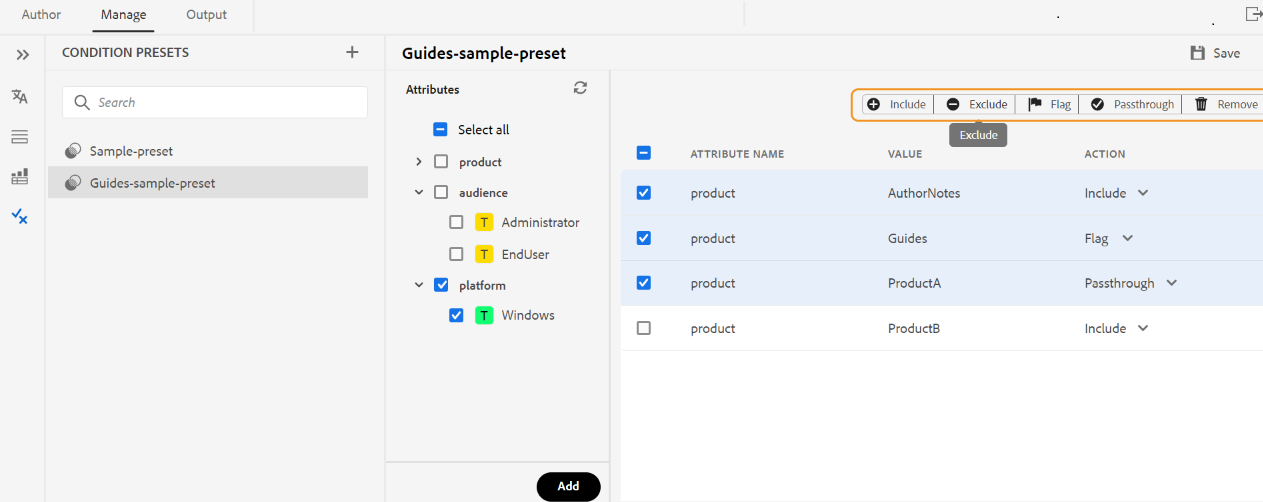 Author Manage Output
CONDITION PRESETS
Search
Sample-preset
Guides-sample-preset
Guides-sample-preset
Save
Attributes
Select all
product
audience
T Administrator
T EndUser
platform
T Windows
Add
Include Exclude Flag Passthrough Remove
Exclude
ATTRIBUTE NAME VALUE ACTION
product AuthorNotes Include
product Guides Flag
product ProductA Passthrough
product ProductB Include